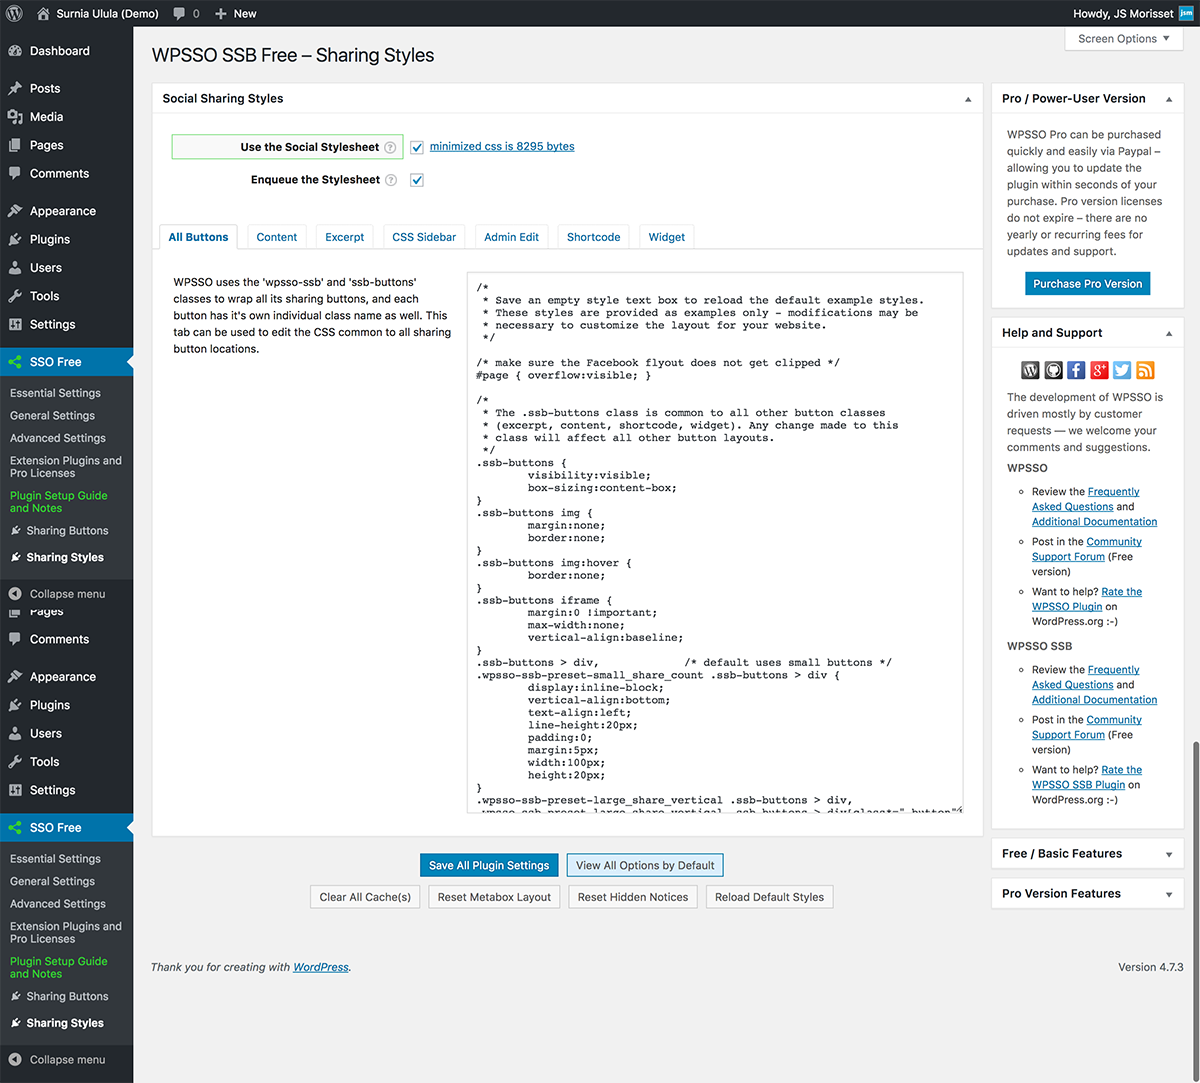 Surnia Ulula (Demo) 0 New
Howdy, JS Morisset jsm
Dashboard
Posts
Media
Pages
Comments
Appearance
Plugins
Users
Tools
Settings
SSO Free
Essential Settings
General Settings
Advanced Settings
Extension Plugins and
Pro Licenses
Plugin Setup Guide
and Notes
Sharing Buttons
Sharing Styles
Collapse menu
Pages
Comments
Appearance
Plugins
Users
Tools
Settings
SSO Free
Essential Settings
General Settings
Advanced Settings
Extension Plugins and
Pro Licenses
Plugin Setup Guide
and Notes
Sharing Buttons
Sharing Styles
Collapse menu
Screen Options
WPSSO SSB Free – Sharing Styles
Social Sharing Styles
Use the Social Stylesheet ? minimized css is 8295 bytes
Enqueue the Stylesheet ?
All Buttons Content Excerpt CSS Sidebar Admin Edit Shortcode Widget
WPSSO uses the 'wpsso-ssb' and 'ssb-buttons'
classes to wrap all its sharing buttons, and each
button has it's own individual class name as well. This
tab can be used to edit the CSS common to all sharing
button locations.
/*
* Save an empty style text box to reload the default example styles.
* These styles are provided as examples only - modifications may be
* necessary to customize the layout for your website.
*/
/* make sure the Facebook flyout does not get clipped */
#page { overflow:visible; }
/*
* The .ssb-buttons class is common to all other button classes
* (excerpt, content, shortcode, widget). Any change made to this
* class will affect all other button layouts.
*/
.ssb-buttons {
visibility:visible;
box-sizing:content-box;
}
.ssb-buttons img {
margin:none;
border:none;
}
.ssb-buttons img:hover {
border:none;
}
.ssb-buttons iframe {
margin:0 !important;
max-width:none;
vertical-align:baseline;
}
.ssb-buttons > div, /* default uses small buttons */
.wpsso-ssb-preset-small_share_count .ssb-buttons > div {
display:inline-block;
vertical-align:bottom;
text-align:left;
line-height:20px;
padding:0;
margin:5px;
width:100px;
height:20px;
}
.wpsso-ssb-preset-large_share_vertical .ssb-buttons > div,
.wpsso-ssb-preset-large_share_vertical .ssb-buttons > div[class*="-button"]
Save All Plugin Settings View All Options by Default
Clear All Cache(s) Reset Metabox Layout Reset Hidden Notices Reload Default Styles
Pro / Power-User Version
WPSSO Pro can be purchased
quickly and easily via Paypal –
allowing you to update the
plugin within seconds of your
purchase. Pro version licenses
do not expire – there are no
yearly or recurring fees for
updates and support.
Purchase Pro Version
Help and Support
The development of WPSSO is
driven mostly by customer
requests — we welcome your
comments and suggestions.
WPSSO
Review the Frequently
Asked Questions and
Additional Documentation
Post in the Community
Support Forum (Free
version)
Want to help? Rate the
WPSSO Plugin on
WordPress.org :-)
WPSSO SSB
Review the Frequently
Asked Questions and
Additional Documentation
Post in the Community
Support Forum (Free
version)
Want to help? Rate the
WPSSO SSB Plugin on
WordPress.org :-)
Free / Basic Features
Pro Version Features
Thank you for creating with WordPress.
Version 4.7.3